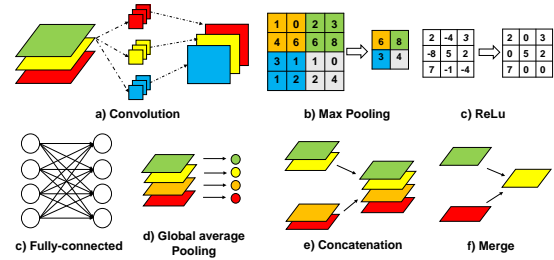 1 0 2 3
4 6 6 8
3 1 1 0
1 2 2 4
6 8
3 4
2 -4 3
-8 5 2
7 -1 -4
2 0 3
0 5 2
7 0 0
a) Convolution
b) Max Pooling
c) ReLu
c) Fully-connected
d) Global average
Pooling
e) Concatenation
f) Merge